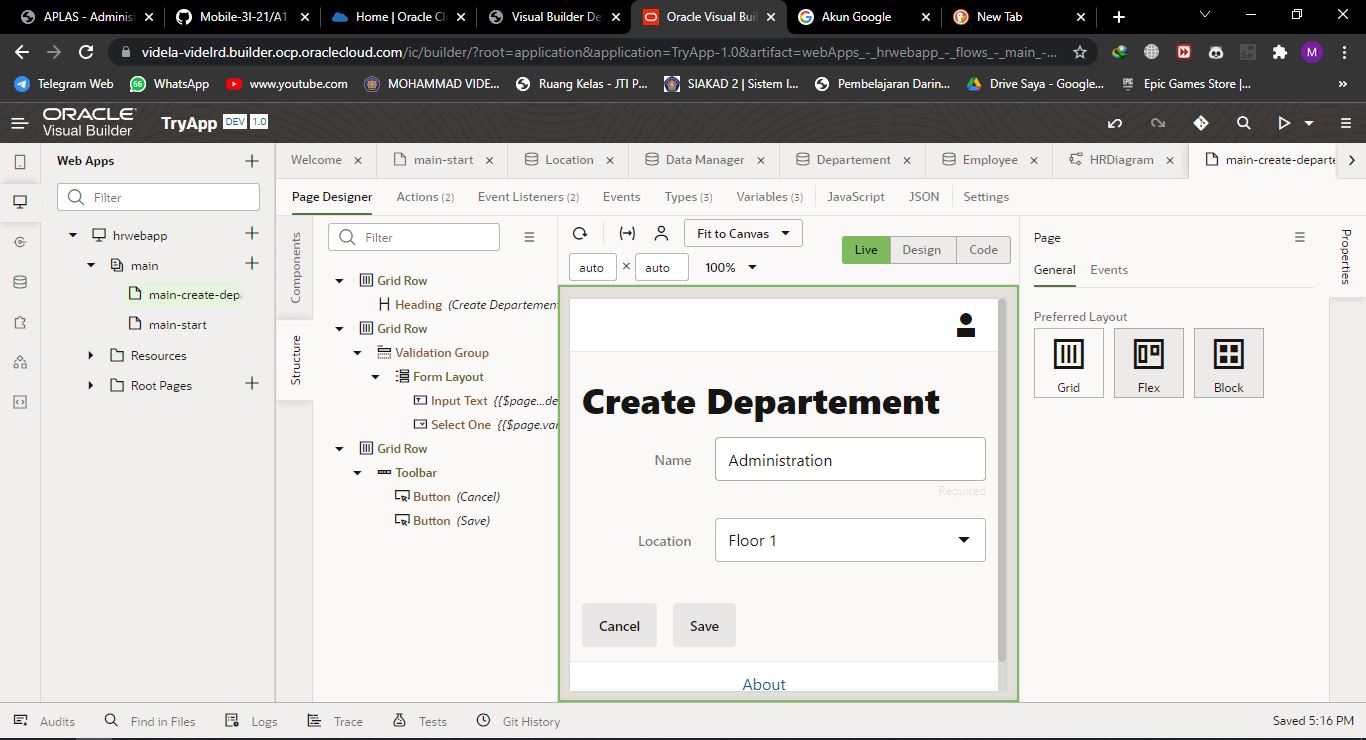 APLAS - Adminis
Mobile-3I-21/A1
Home | Oracle Cl
Visual Builder De
Oracle Visual Buil
Akun Google
New Tab
videla-videlrd.builder.ocp.oraclecloud.com/ic/builder/?root=application&application=TryApp-1.0&artifact=webApps_-_hrwebapp_-_flows_-_main_-...
M
Telegram Web
WhatsApp
www.youtube.com
MOHAMMAD VIDE...
Ruang Kelas - JTI P...
SIAKAD 2 | Sistem I...
Pembelajaran Darin...
Drive Saya - Google...
Epic Games Store |...
»
ORACLE
Visual Builder
TryApp DEV 1.0
Web Apps
Filter
hrwebapp
main
main-create-depa
main-start
Resources
Root Pages
Welcome
main-start
Location
Data Manager
Departement
Employee
HRDiagram
main-create-departe
Page Designer
Actions (2)
Event Listeners (2)
Events
Types (3)
Variables (3)
JavaScript
JSON
Settings
Components
Structure
Filter
Grid Row
Heading (Create Departement
Grid Row
Validation Group
Form Layout
Input Text {{$page...de
Select One {{$page.var
Grid Row
Toolbar
Button (Cancel)
Button (Save)
Fit to Canvas
Live
Design
Code
auto × auto
100%
Create Departement
Name
Administration
Required
Location
Floor 1
Cancel
Save
About
Page
General
Events
Preferred Layout
Grid
Flex
Block
Properties
Audits
Find in Files
Logs
Trace
Tests
Git History
Saved 5:16 PM